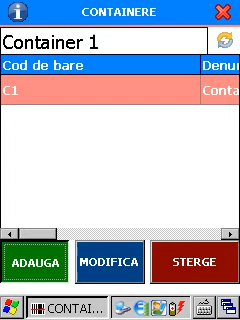 CONTAINERE
Container 1
Cod de bare Denu
C1 Conta
ADAUGA MODIFICA STERGE
CONTAI...